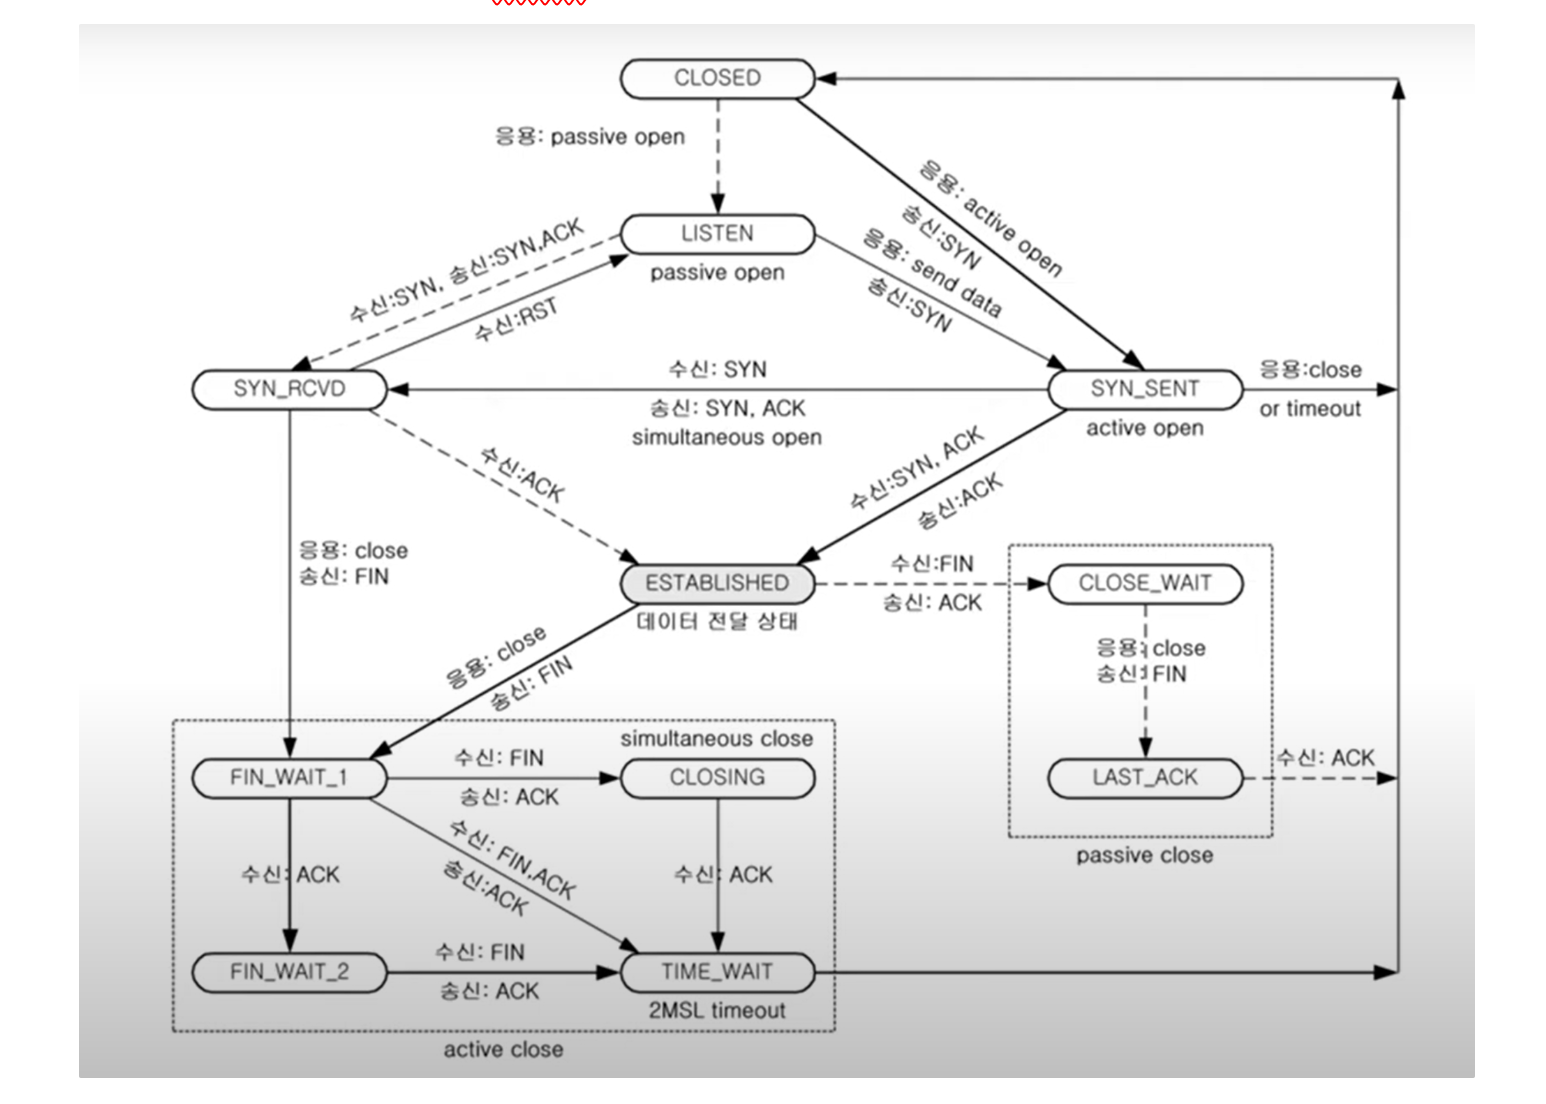 CLOSED
응용: passive open
응용: active open
송신:SYN
LISTEN
passive open
수신:SYN, 송신:SYN,ACK
수신:RST
응용: send data
송신:SYN
SYN_RCVD
수신: SYN
송신: SYN, ACK
simultaneous open
SYN_SENT
active open
응용:close
or timeout
수신:ACK
수신:SYN, ACK
송신:ACK
응용: close
송신: FIN
ESTABLISHED
데이터 전달 상태
수신:FIN
송신: ACK
CLOSE_WAIT
응용: close
송신: FIN
LAST_ACK
수신: ACK
passive close
응용: close
송신: FIN
simultaneous close
FIN_WAIT_1
수신: FIN
송신: ACK
CLOSING
수신: ACK
수신: FIN,ACK
송신:ACK
수신: ACK
FIN_WAIT_2
수신: FIN
송신: ACK
TIME_WAIT
2MSL timeout
active close